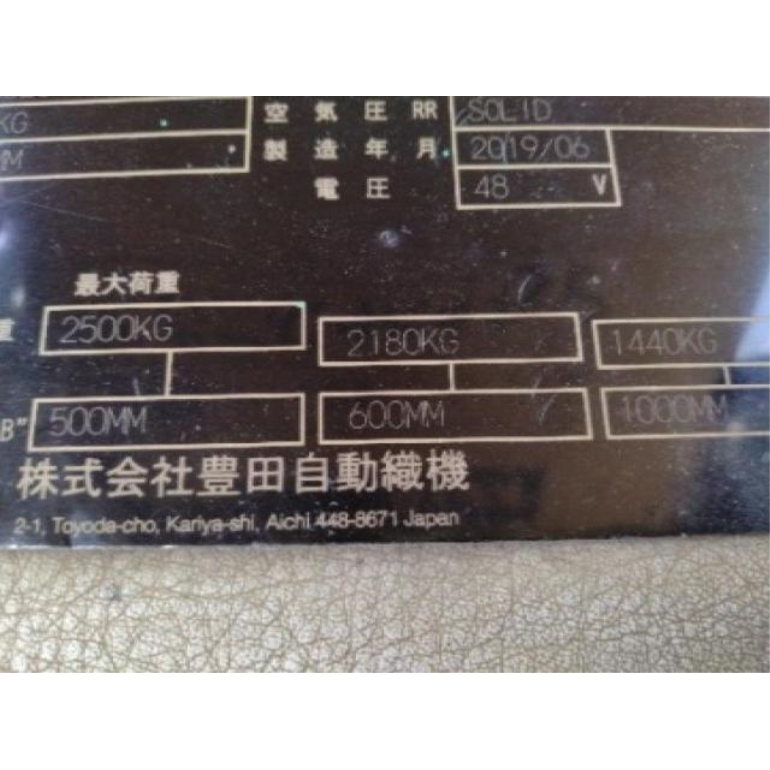 KG 空気圧 RR SOLID
MM 製造年月 2019/06
電圧 48 V
最大荷重
重 2500KG 2180KG 1440KG
B" 500MM 600MM 1000MM
株式会社豊田自動織機
2-1, Toyoda-cho, Kariya-shi, Aichi 448-8671 Japan